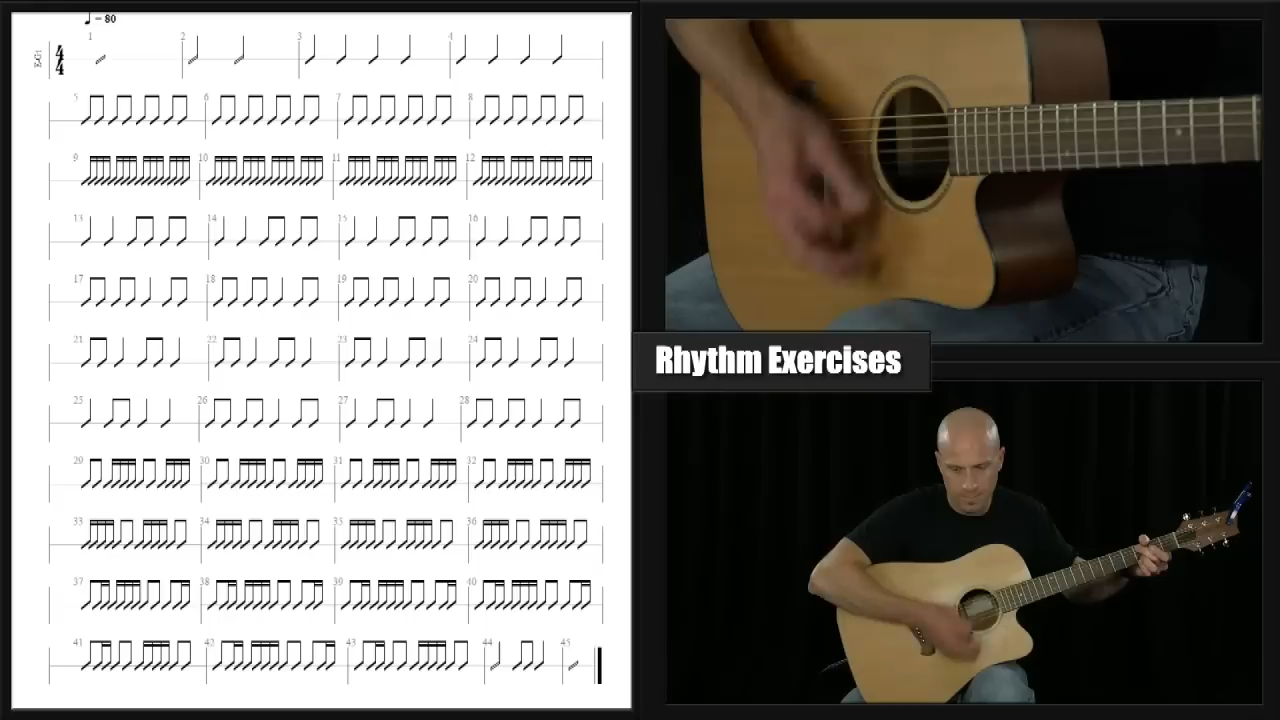 ♩ = 80
E-Gt
4
4
1 2 3 4
5 6 7 8
9 10 11 12
13 14 15 16
17 18 19 20
21 22 23 24
25 26 27 28
29 30 31 32
33 34 35 36
37 38 39 40
41 42 43 44 45
Rhythm Exercises